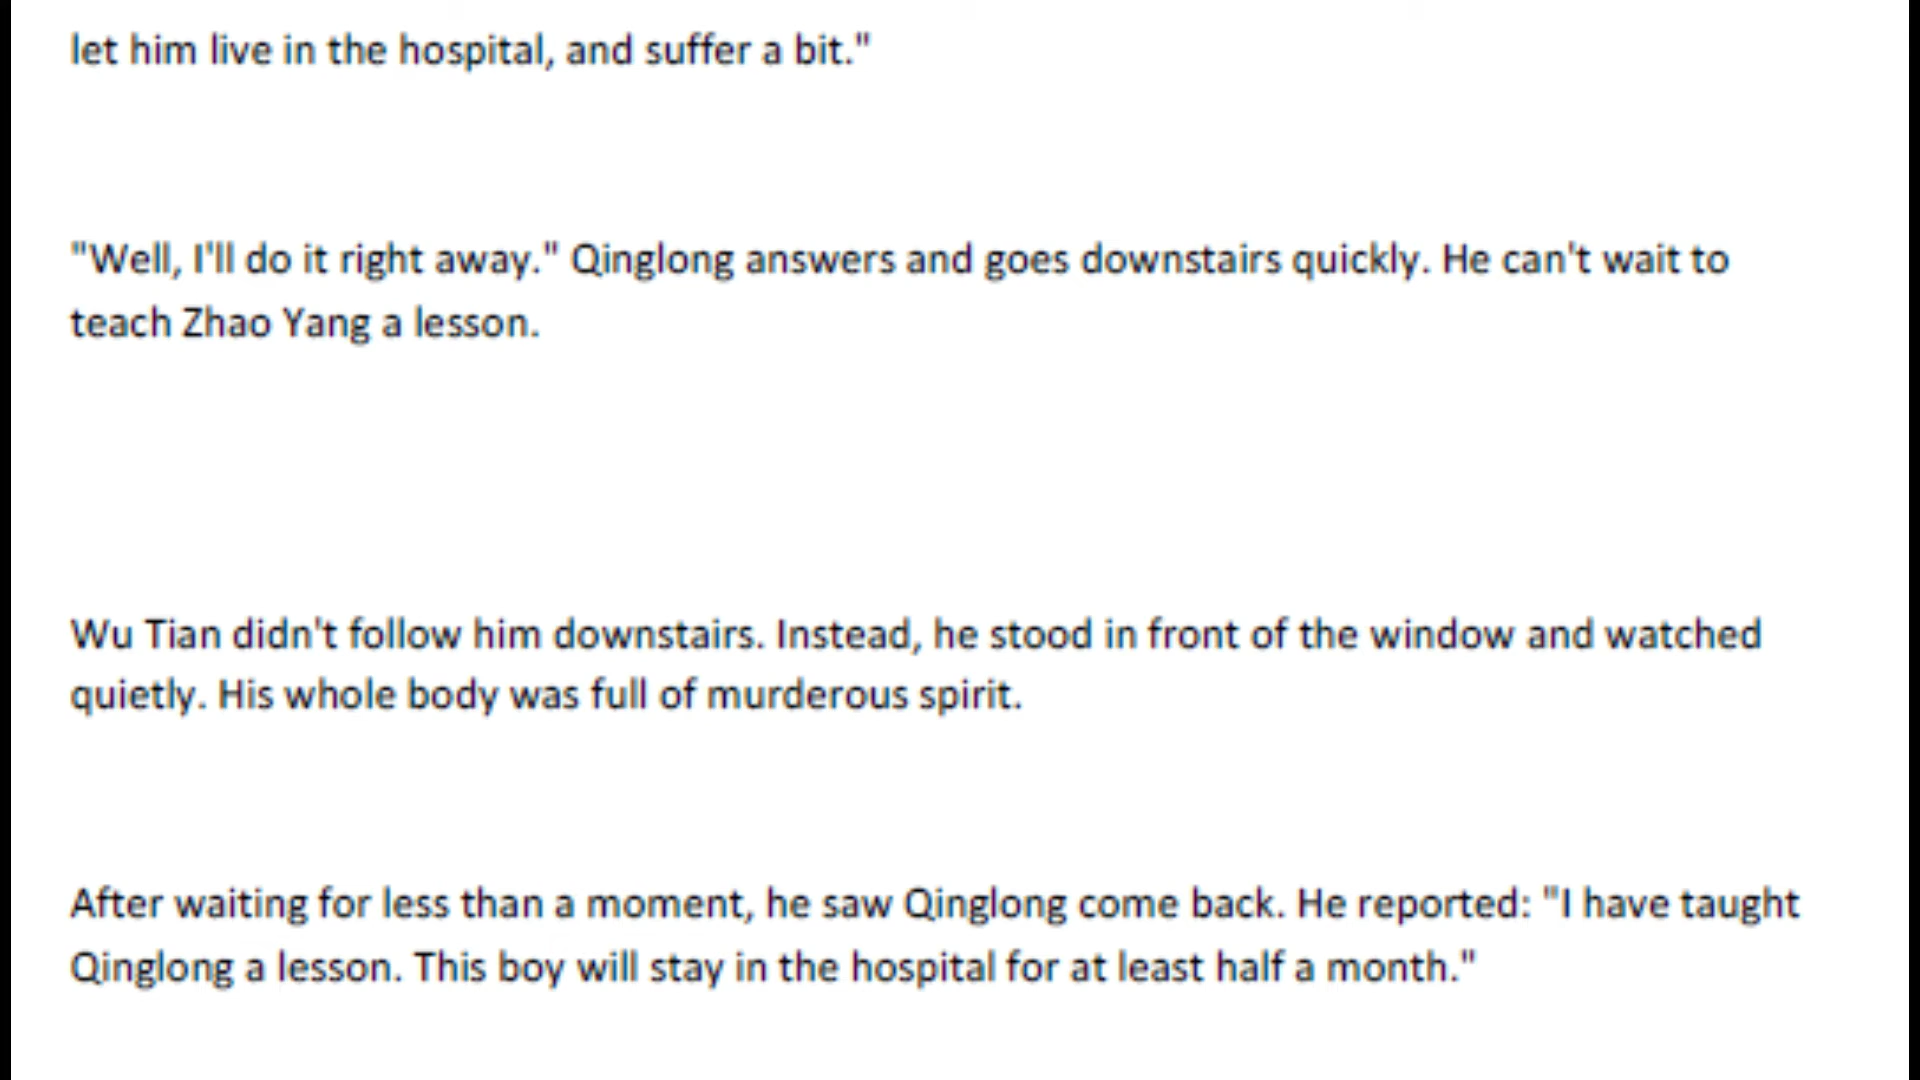 let him live in the hospital, and suffer a bit."
"Well, I'll do it right away." Qinglong answers and goes downstairs quickly. He can't wait to
teach Zhao Yang a lesson.
Wu Tian didn't follow him downstairs. Instead, he stood in front of the window and watched
quietly. His whole body was full of murderous spirit.
After waiting for less than a moment, he saw Qinglong come back. He reported: "I have taught
Qinglong a lesson. This boy will stay in the hospital for at least half a month."